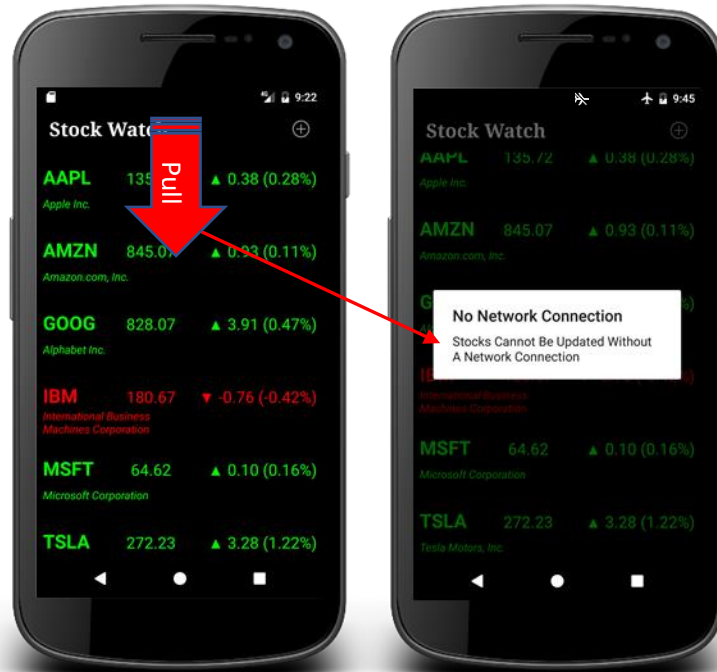 9:22
Stock Watch
Pull
AAPL 135 ▲ 0.38 (0.28%)
Apple Inc.
AMZN 845.07 ▲ 0.93 (0.11%)
Amazon.com, Inc.
GOOG 828.07 ▲ 3.91 (0.47%)
Alphabet Inc.
IBM 180.67 ▼ -0.76 (-0.42%)
International Business
Machines Corporation
MSFT 64.62 ▲ 0.10 (0.16%)
Microsoft Corporation
TSLA 272.23 ▲ 3.28 (1.22%)
9:45
Stock Watch
AAPL 135.72 ▲ 0.38 (0.28%)
Apple Inc.
AMZN 845.07 ▲ 0.93 (0.11%)
Amazon.com, Inc.
G
No Network Connection
Stocks Cannot Be Updated Without
A Network Connection
International Business
Machines Corporation
MSFT 64.62 ▲ 0.10 (0.16%)
Microsoft Corporation
TSLA 272.23 ▲ 3.28 (1.22%)
Tesla Motors, Inc.